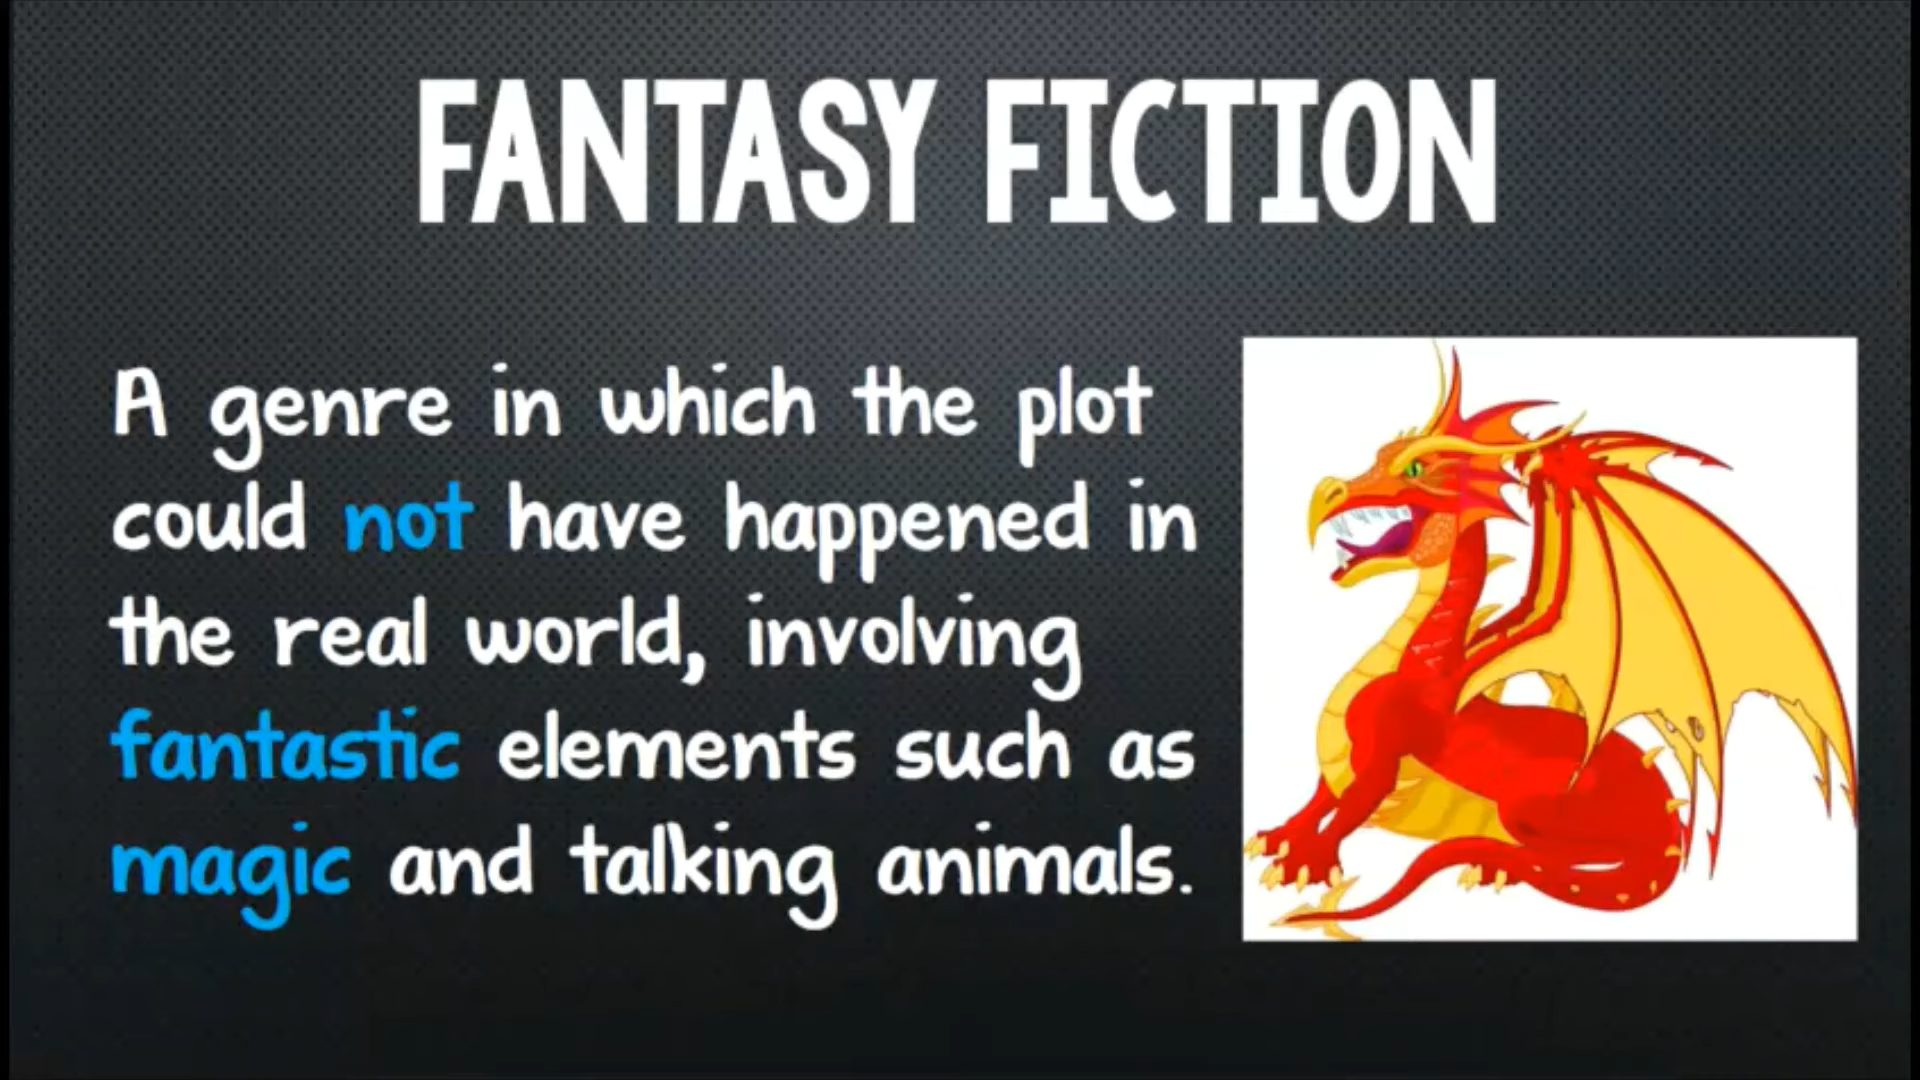 FANTASY FICTION
A genre in which the plot
could not have happened in
the real world, involving
fantastic elements such as
magic and talking animals.